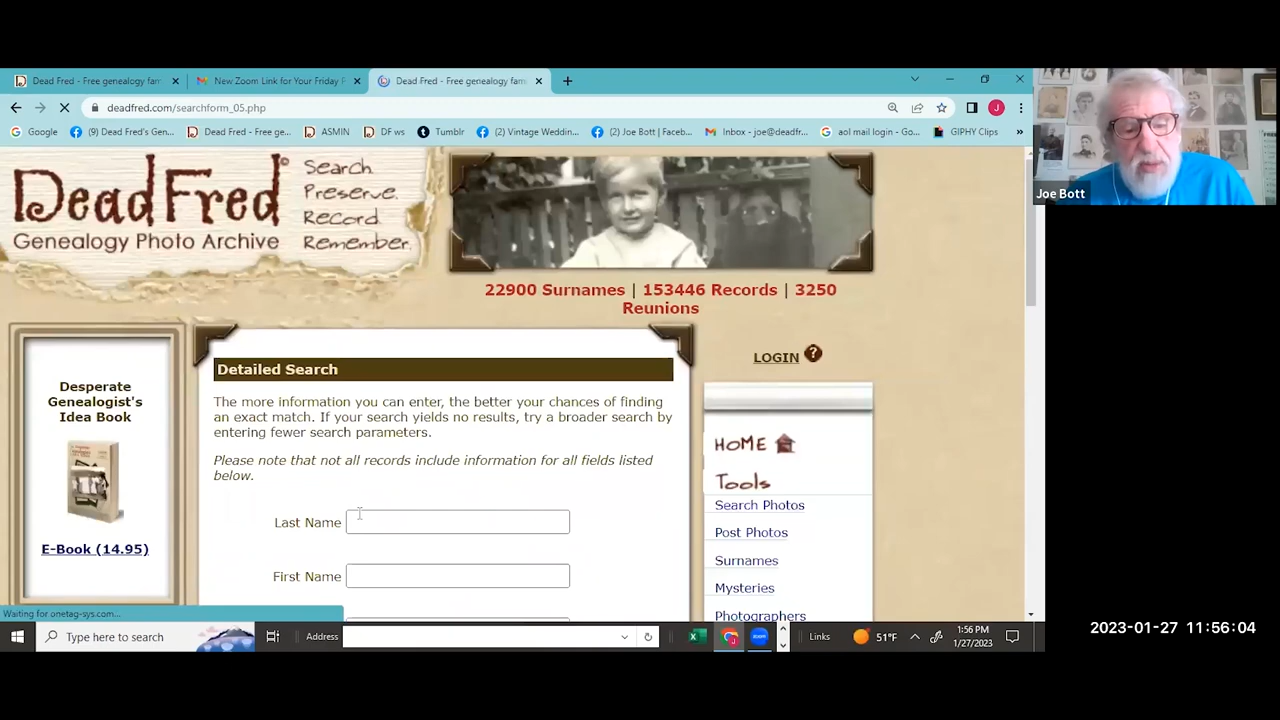 Dead Fred - Free genealogy fam
New Zoom Link for Your Friday F
Dead Fred - Free genealogy fam
deadfred.com/searchform_05.php
J
Google
(9) Dead Fred's Gen...
Dead Fred - Free ge...
ASMIN
DF ws
Tumblr
(2) Vintage Weddin...
(2) Joe Bott | Faceb...
Inbox - joe@deadfr...
aol mail login - Go...
GIPHY Clips
»
Joe Bott
DeadFred
Genealogy Photo Archive
Search.
Preserve.
Record.
Remember.
22900 Surnames | 153446 Records | 3250
Reunions
Desperate
Genealogist's
Idea Book
E-Book (14.95)
Detailed Search
The more information you can enter, the better your chances of finding
an exact match. If your search yields no results, try a broader search by
entering fewer search parameters.
Please note that not all records include information for all fields listed
below.
Last Name
First Name
LOGIN ?
HOME
Tools
Search Photos
Post Photos
Surnames
Mysteries
Photographers
Waiting for onetag-sys.com...
Type here to search
Address
zoom
Links
51°F
1:56 PM
1/27/2023
2023-01-27 11:56:04